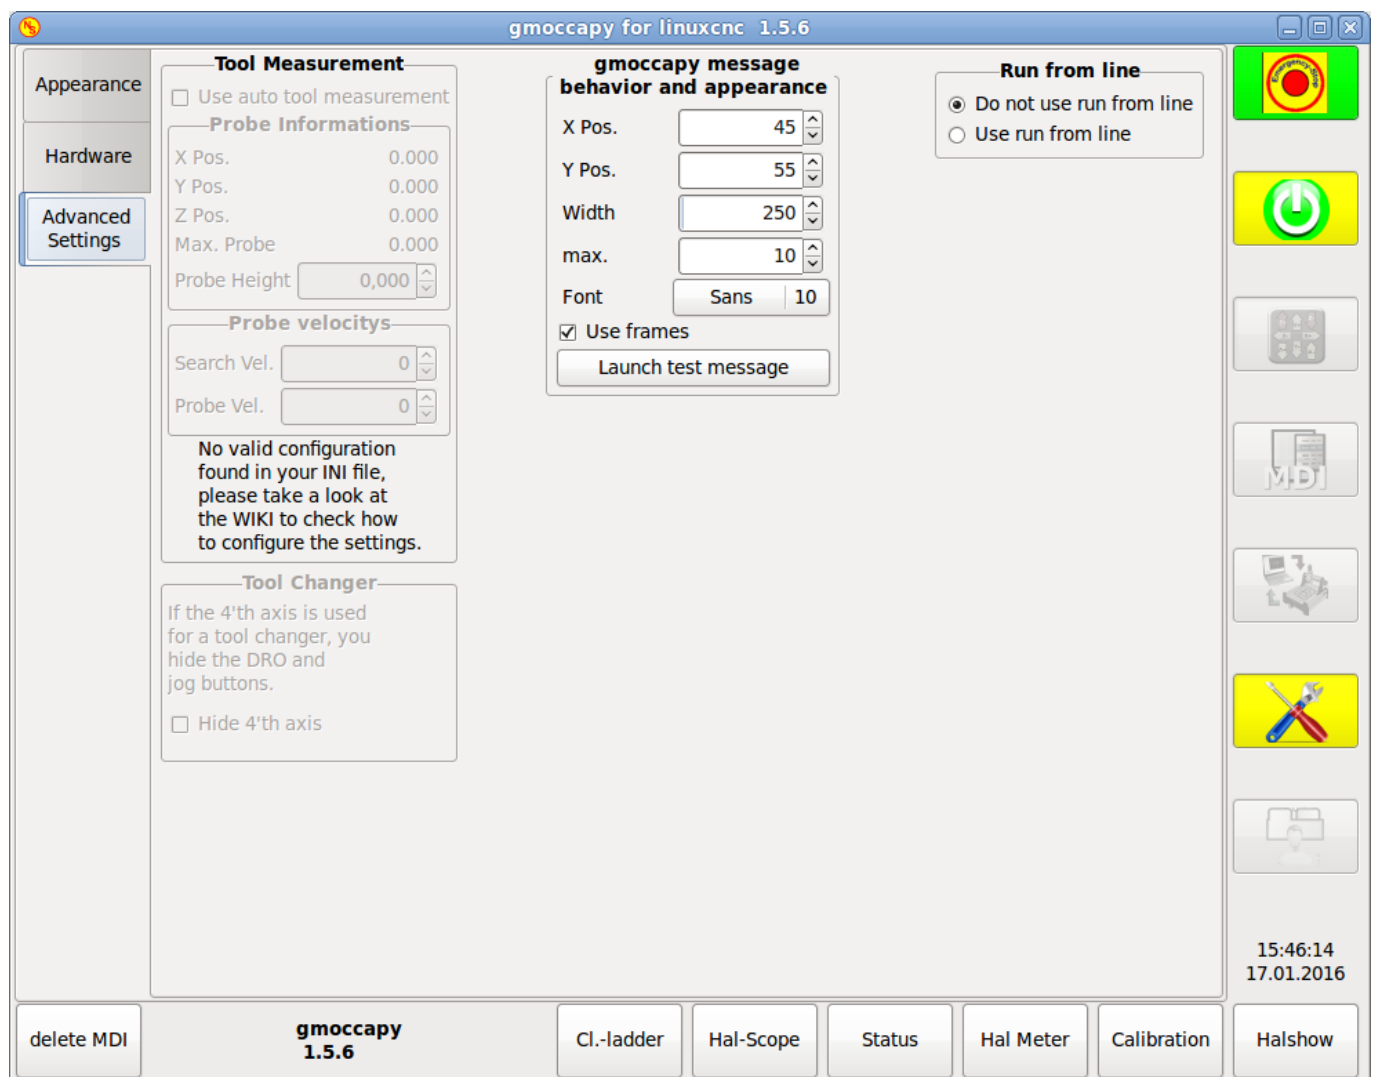 gmoccapy for linuxcnc 1.5.6
Appearance
Hardware
Advanced
Settings
Tool Measurement
Use auto tool measurement
Probe Informations
X Pos. 0.000
Y Pos. 0.000
Z Pos. 0.000
Max. Probe 0.000
Probe Height 0,000
Probe velocitys
Search Vel. 0
Probe Vel. 0
No valid configuration
found in your INI file,
please take a look at
the WIKI to check how
to configure the settings.
Tool Changer
If the 4'th axis is used
for a tool changer, you
hide the DRO and
jog buttons.
Hide 4'th axis
gmoccapy message
behavior and appearance
X Pos. 45
Y Pos. 55
Width 250
max. 10
Font Sans 10
Use frames
Launch test message
Run from line
Do not use run from line
Use run from line
Emergency-Stop
MDI
15:46:14
17.01.2016
delete MDI
gmoccapy
1.5.6
Cl.-ladder
Hal-Scope
Status
Hal Meter
Calibration
Halshow